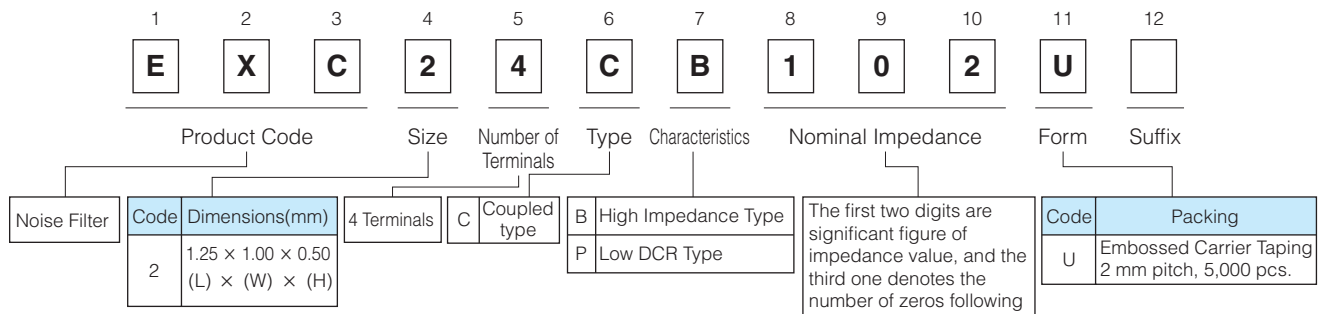 1 2 3 4 5 6 7 8 9 10 11 12
E X C 2 4 C B 1 0 2 U
Product Code Size Number of Terminals Type Characteristics Nominal Impedance Form Suffix
Noise Filter
Code Dimensions(mm)
2 1.25 × 1.00 × 0.50
(L) × (W) × (H)
4 Terminals
C Coupled
type
B High Impedance Type
P Low DCR Type
The first two digits are
significant figure of
impedance value, and the
third one denotes the
number of zeros following
Code Packing
U Embossed Carrier Taping
2 mm pitch, 5,000 pcs.